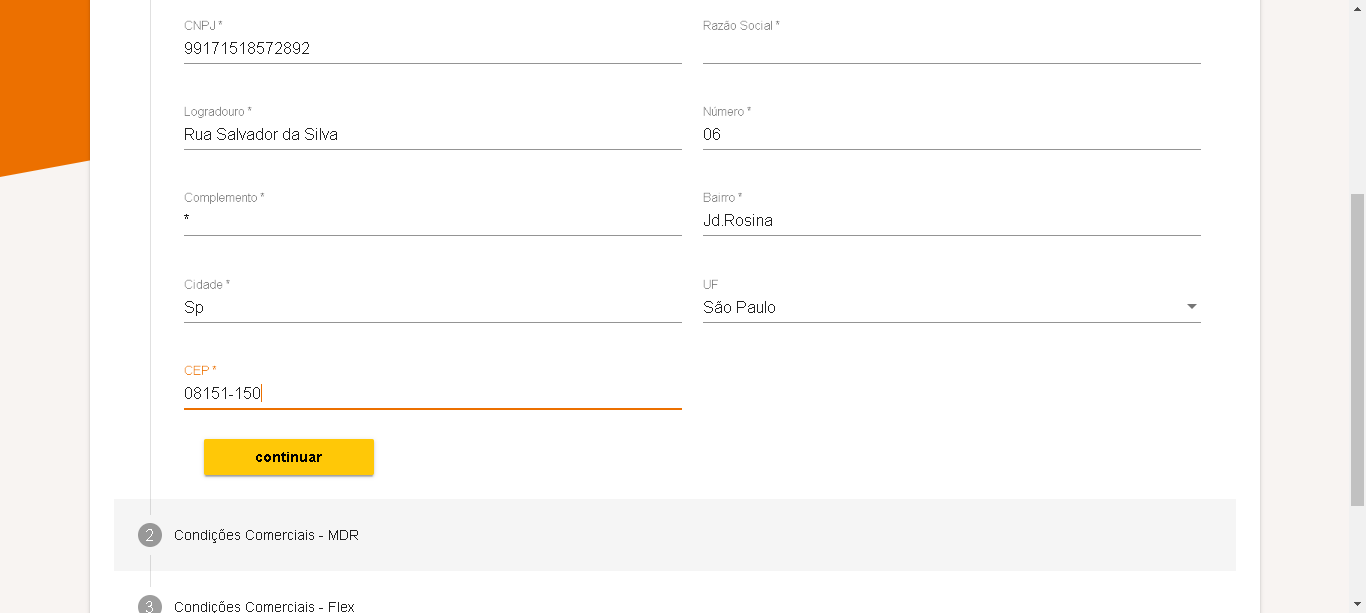 CNPJ *
99171518572892
Razão Social *
Logradouro *
Rua Salvador da Silva
Número *
06
Complemento *
*
Bairro *
Jd.Rosina
Cidade *
Sp
UF
São Paulo
CEP *
08151-150
continuar
2 Condições Comerciais - MDR
3 Condições Comerciais - Flex